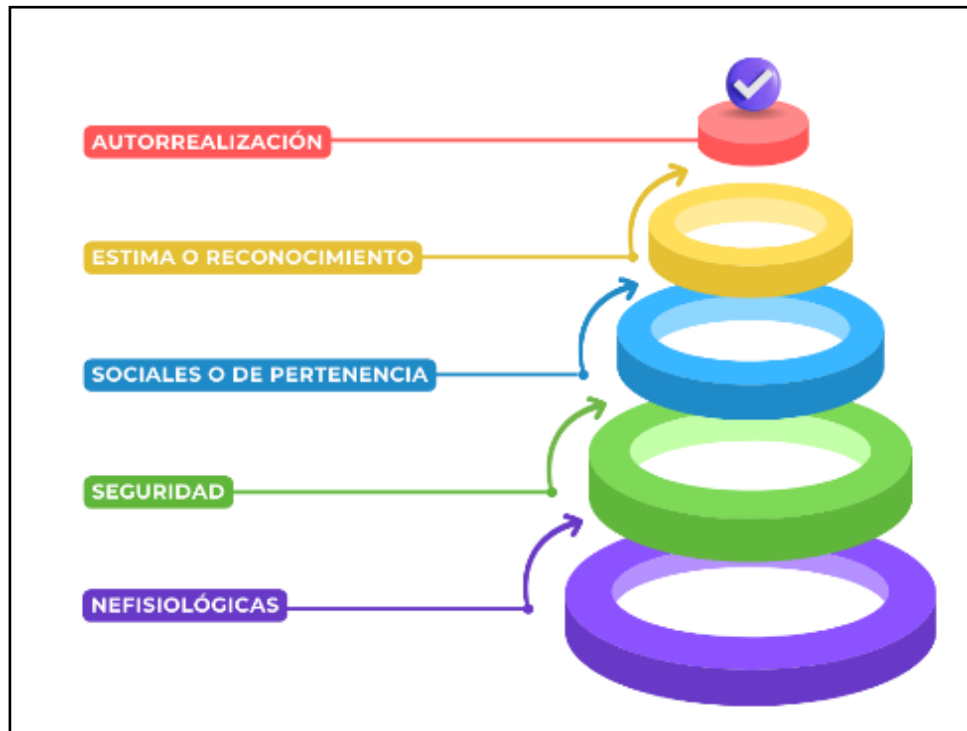 AUTORREALIZACIÓN
ESTIMA O RECONOCIMIENTO
SOCIALES O DE PERTENENCIA
SEGURIDAD
NEFISIOLÓGICAS